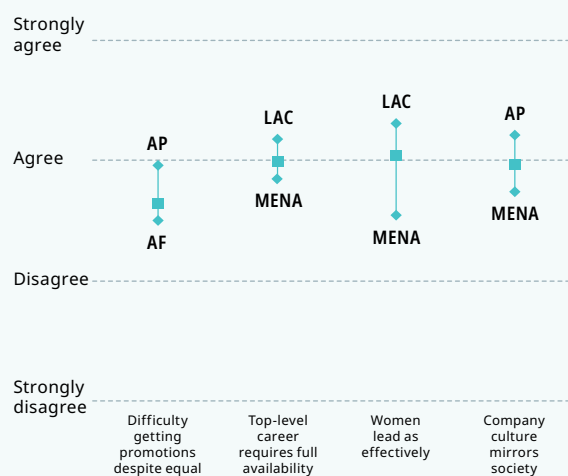 Strongly
agree
LAC
LAC
AP
AP
Agree
MENA
MENA
AF
MENA
Disagree
Strongly
disagree
Difficulty
getting
promotions
despite equal
Top-level
career
requires full
availability
Women
lead as
effectively
Company
culture
mirrors
society